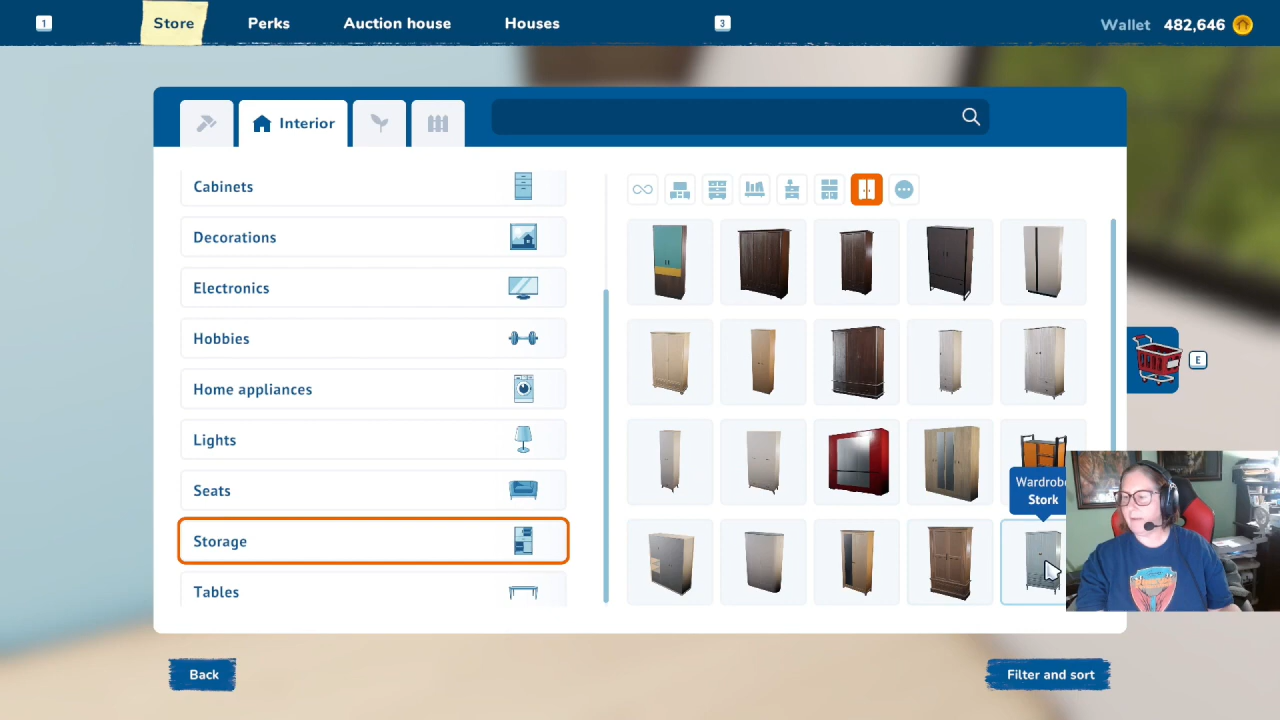 1
Store
Perks
Auction house
Houses
3
Wallet 482,646
Interior
Cabinets
Decorations
Electronics
Hobbies
Home appliances
Lights
Seats
Storage
Tables
E
Wardrobe
Stork
Back
Filter and sort